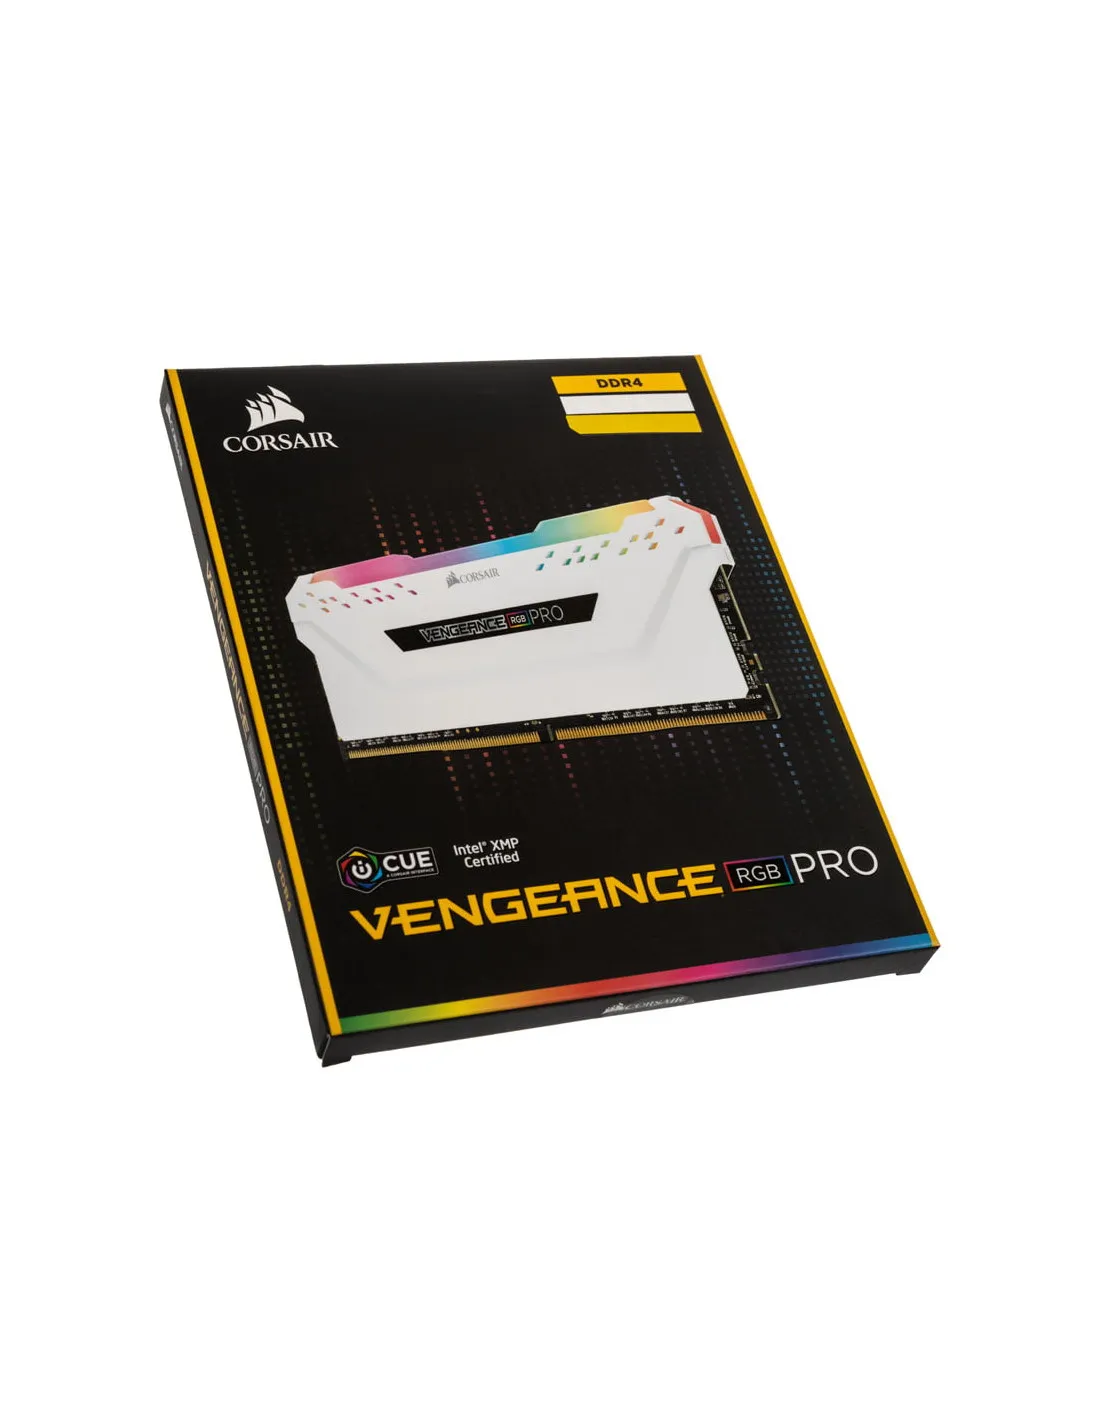 CORSAIR
DDR4
CORSAIR
VENGEANCE RGB PRO
iCUE
A CORSAIR INTERFACE
Intel® XMP
Certified
VENGEANCE RGB PRO
VENGEANCE RGB PRO DDR4
CORSAIR